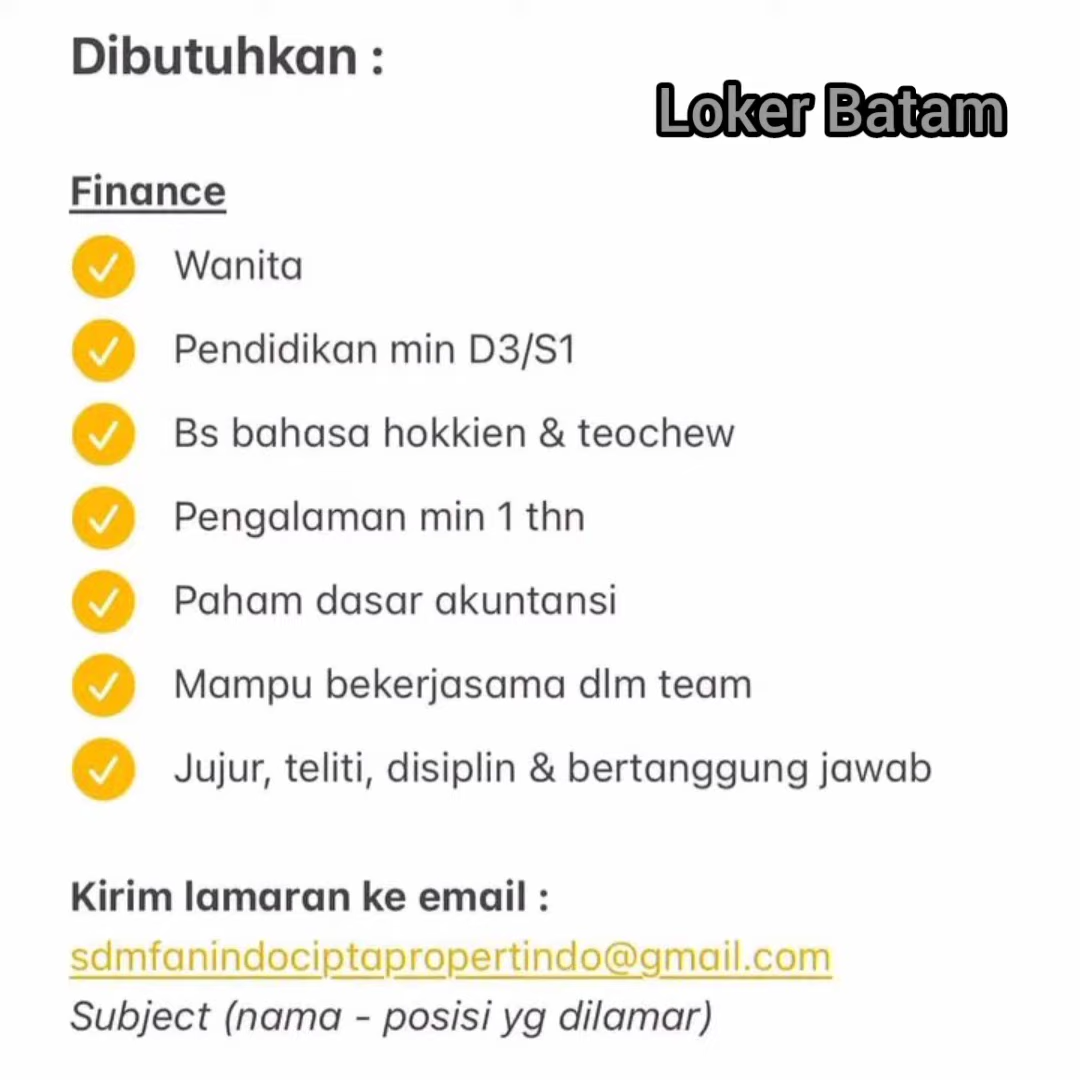 Dibutuhkan :
Loker Batam
Finance
Wanita
Pendidikan min D3/S1
Bs bahasa hokkien & teochew
Pengalaman min 1 thn
Paham dasar akuntansi
Mampu bekerjasama dlm team
Jujur, teliti, disiplin & bertanggung jawab
Kirim lamaran ke email :
sdmfanindociptapropertindo@gmail.com
Subject (nama - posisi yg dilamar)